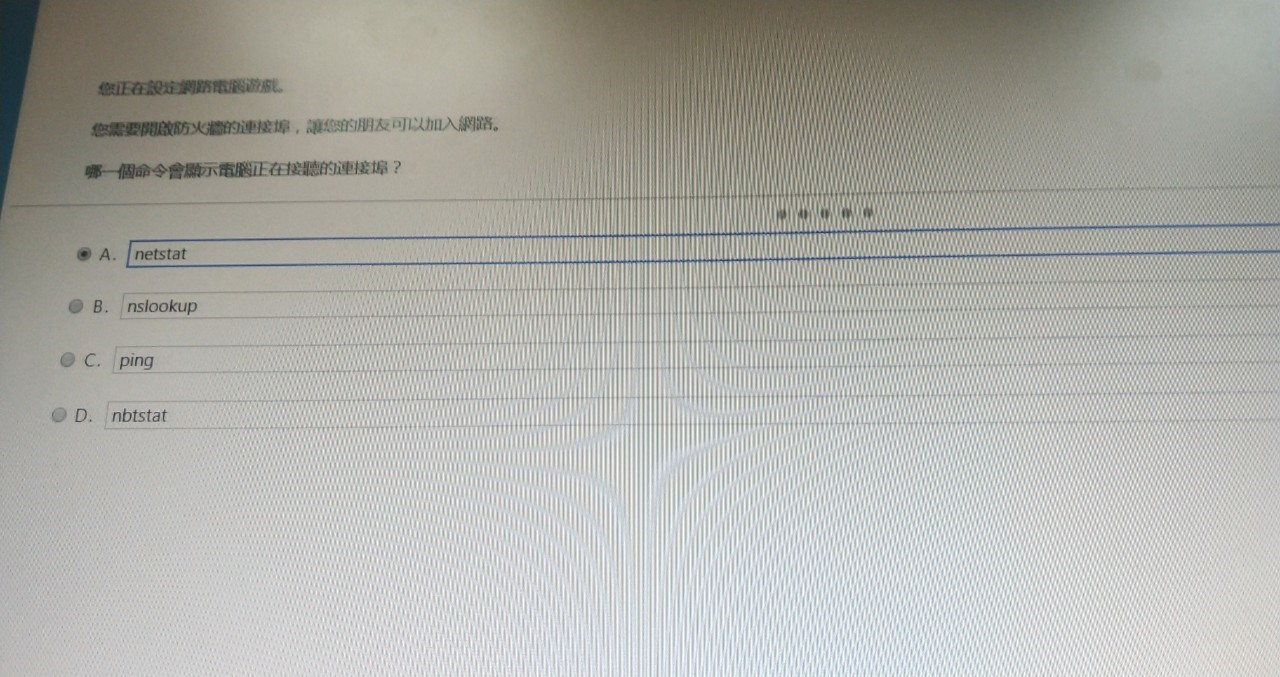 您正在設定網路電腦遊戲。
您需要開啟防火牆的連接埠，讓您的朋友可以加入網路。
哪一個命令會顯示電腦正在接聽的連接埠？
A. netstat
B. nslookup
C. ping
D. nbtstat